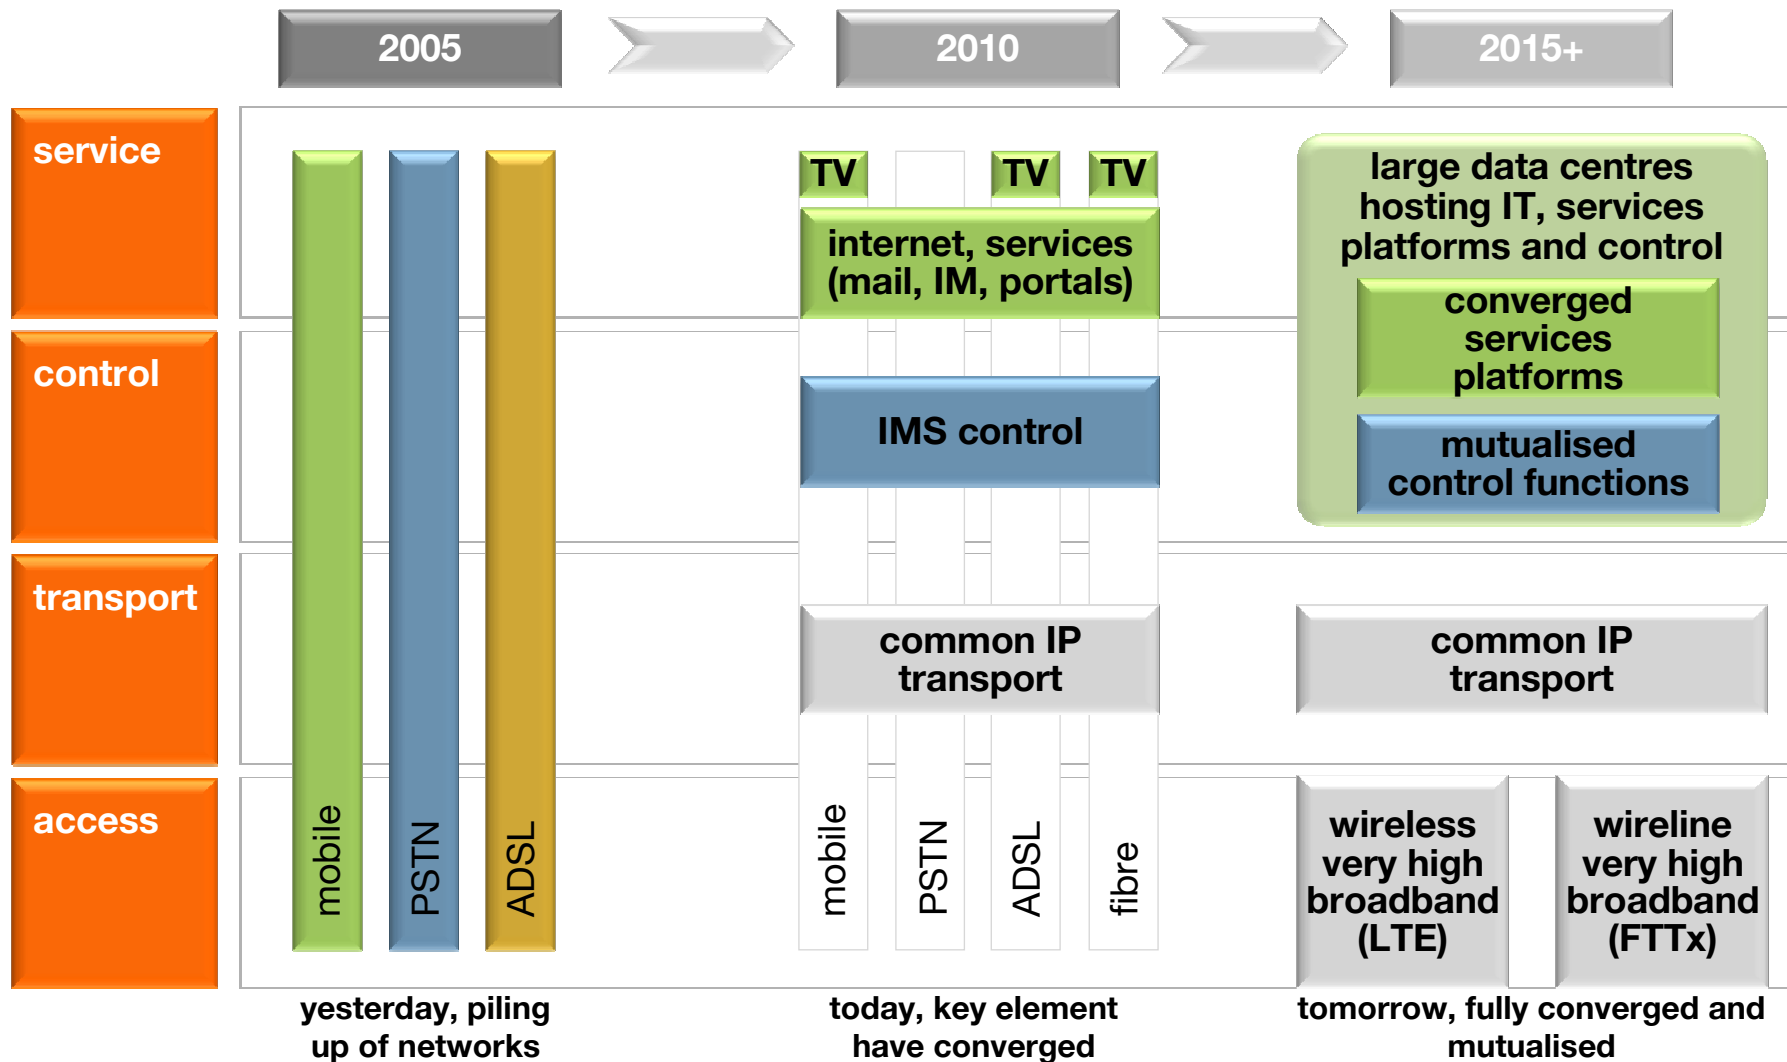 2005
2010
2015+
service
TV
TV
TV
internet, services
(mail, IM, portals)
large data centres
hosting IT, services
platforms and control
converged
services
platforms
control
IMS control
mutualised
control functions
transport
common IP
transport
common IP
transport
access
mobile
PSTN
ADSL
mobile
PSTN
ADSL
fibre
wireless
very high
broadband
(LTE)
wireline
very high
broadband
(FTTx)
yesterday, piling
up of networks
today, key element
have converged
tomorrow, fully converged and
mutualised